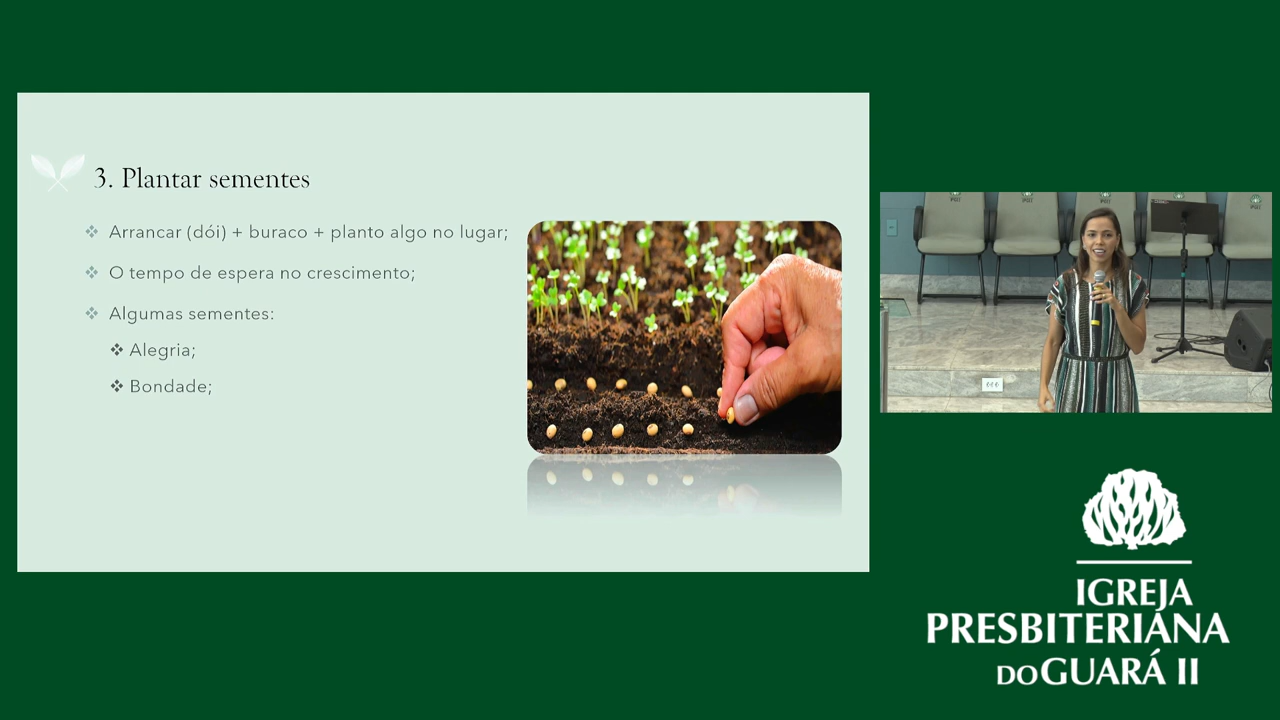 3. Plantar sementes
Arrancar (dói) + buraco + planto algo no lugar;
O tempo de espera no crescimento;
Algumas sementes:
Alegria;
Bondade;
IGREJA
PRESBITERIANA
DO GUARÁ II